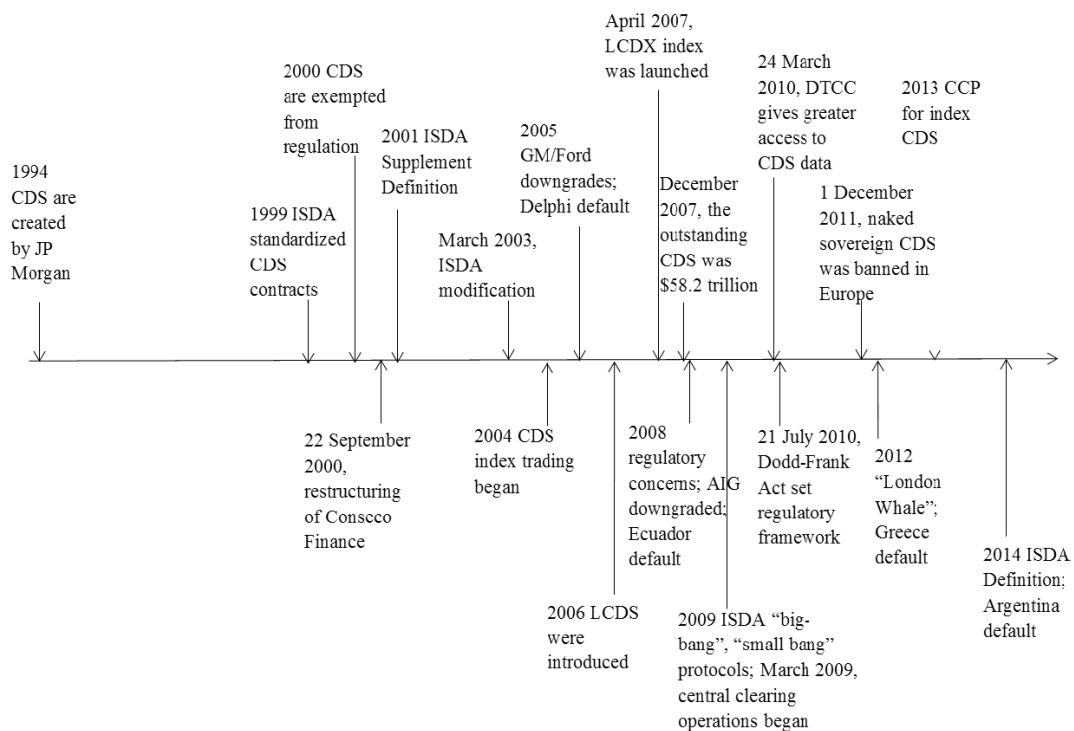 1994
CDS are
created
by JP
Morgan
1999 ISDA
standardized
CDS
contracts
2000 CDS
are exempted
from
regulation
2001 ISDA
Supplement
Definition
March 2003,
ISDA
modification
2005
GM/Ford
downgrades;
Delphi default
April 2007,
LCDX index
was launched
December
2007, the
outstanding
CDS was
$58.2 trillion
24 March
2010, DTCC
gives greater
access to
CDS data
1 December
2011, naked
sovereign CDS
was banned in
Europe
2013 CCP
for index
CDS
22 September
2000,
restructuring
of Conseco
Finance
2004 CDS
index trading
began
2006 LCDS
were
introduced
2008
regulatory
concerns; AIG
downgraded;
Ecuador
default
2009 ISDA “big-
bang”, “small bang”
protocols; March 2009,
central clearing
operations began
21 July 2010,
Dodd-Frank
Act set
regulatory
framework
2012
“London
Whale”;
Greece
default
2014 ISDA
Definition;
Argentina
default